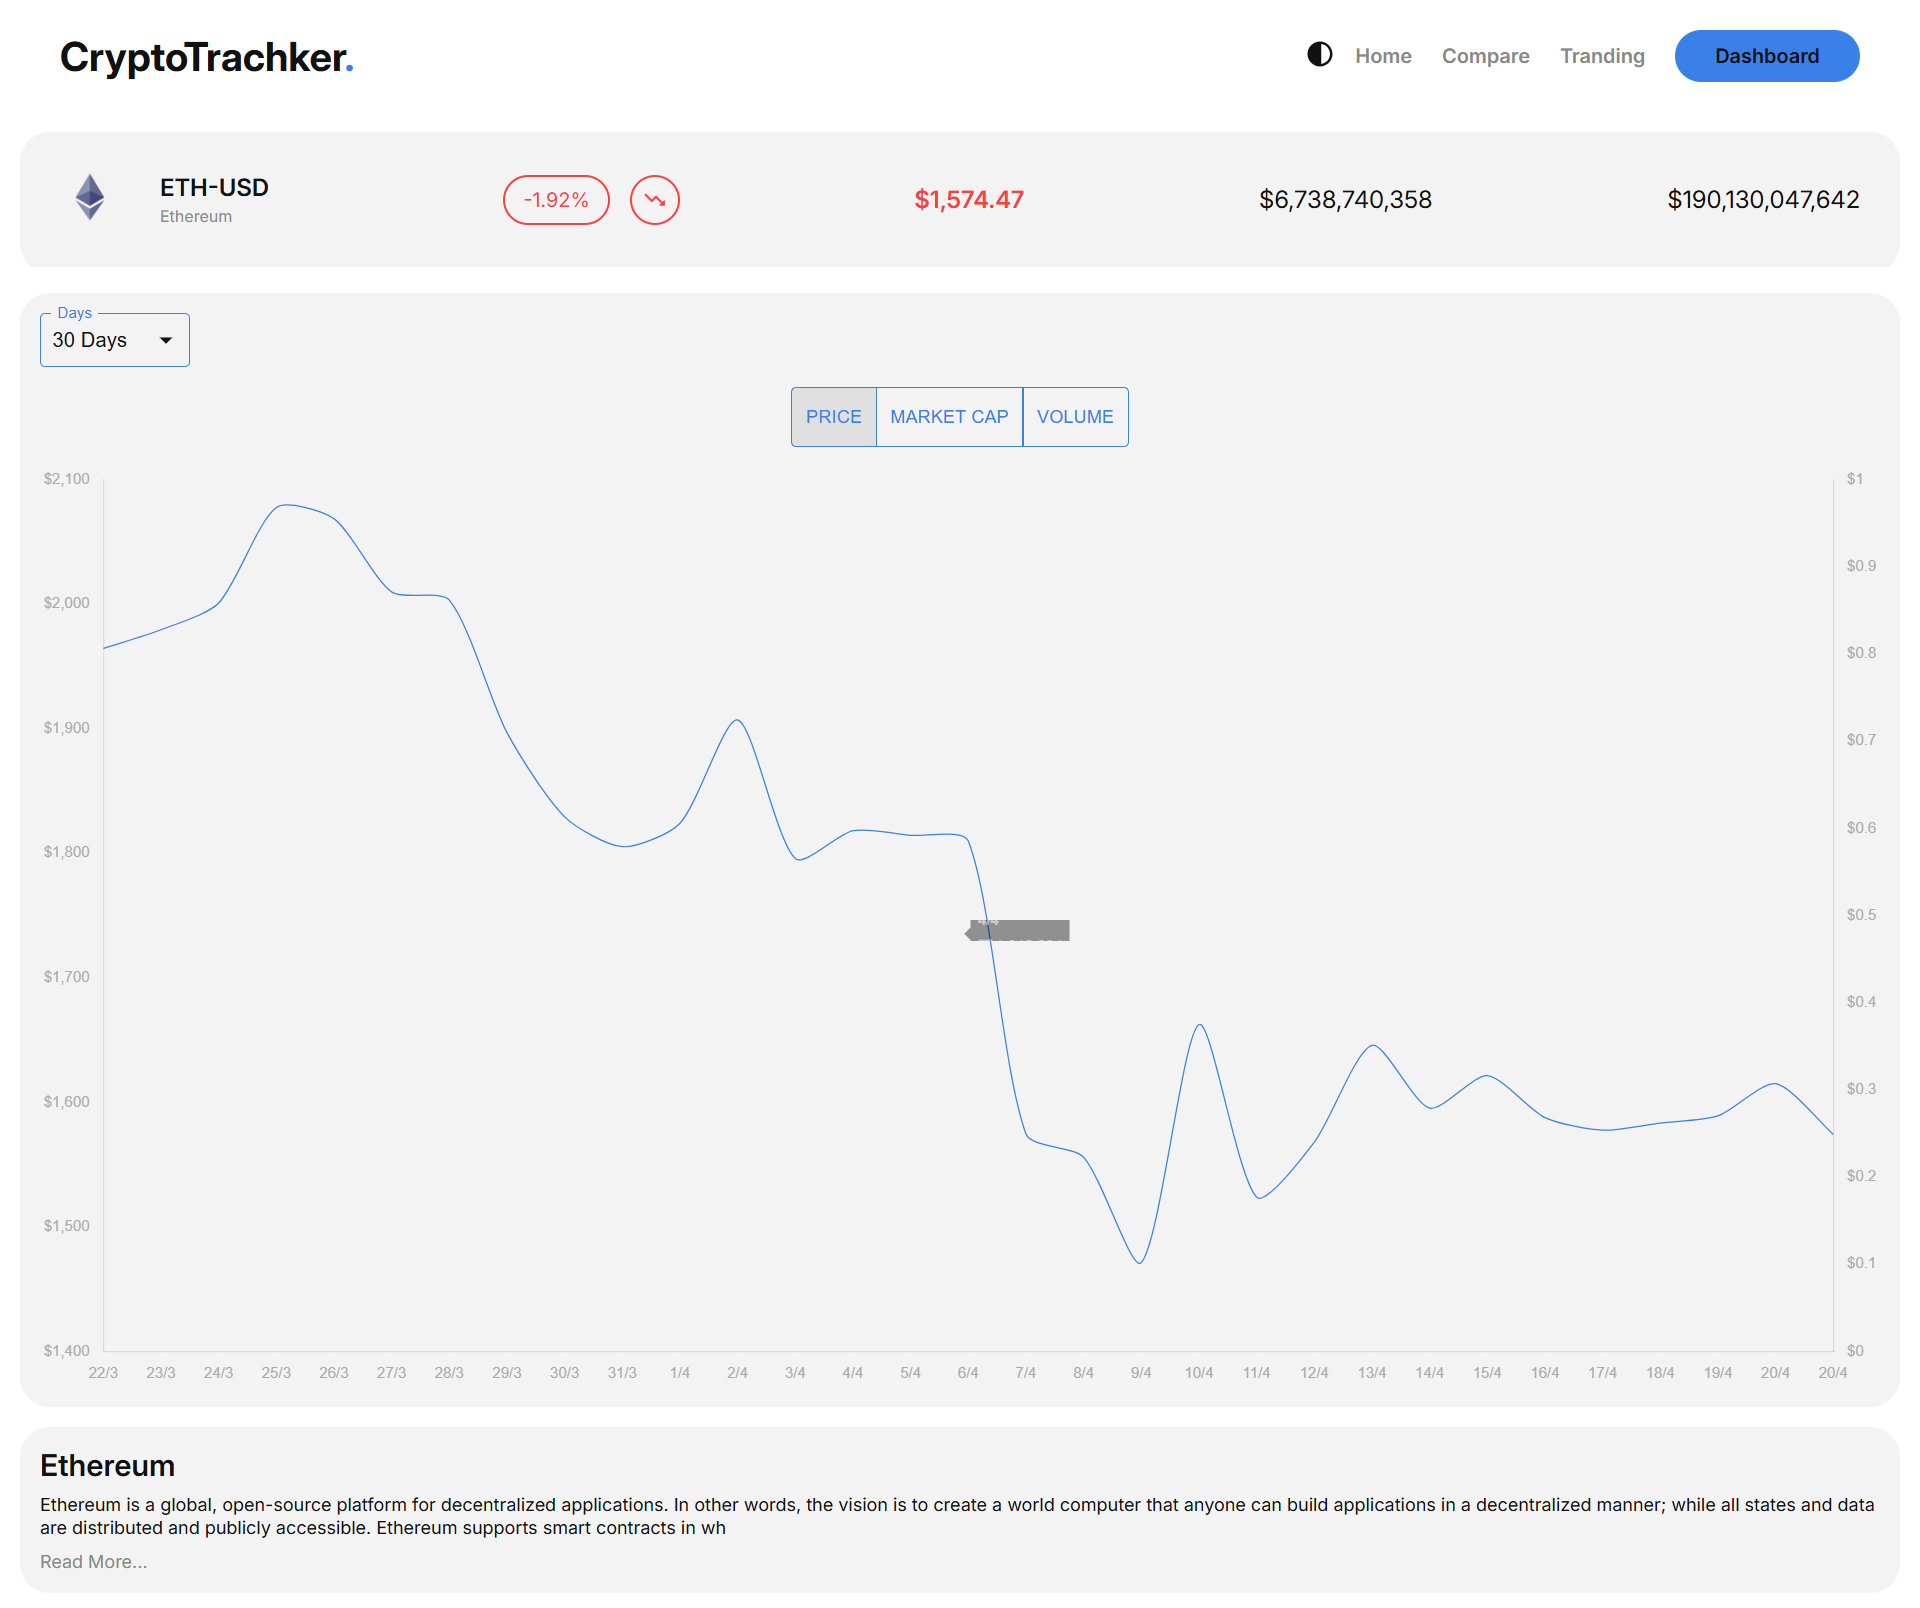 CryptoTrachker.
Home
Compare
Tranding
Dashboard
ETH-USD
Ethereum
-1.92%
$1,574.47
$6,738,740,358
$190,130,047,642
Days
30 Days
PRICE
MARKET CAP
VOLUME
$2,100
$2,000
$1,900
$1,800
$1,700
$1,600
$1,500
$1,400
$1
$0.9
$0.8
$0.7
$0.6
$0.5
$0.4
$0.3
$0.2
$0.1
$0
22/3 23/3 24/3 25/3 26/3 27/3 28/3 29/3 30/3 31/3 1/4 2/4 3/4 4/4 5/4 6/4 7/4 8/4 9/4 10/4 11/4 12/4 13/4 14/4 15/4 16/4 17/4 18/4 19/4 20/4 20/4
Ethereum
Ethereum is a global, open-source platform for decentralized applications. In other words, the vision is to create a world computer that anyone can build applications in a decentralized manner; while all states and data
are distributed and publicly accessible. Ethereum supports smart contracts in wh
Read More...